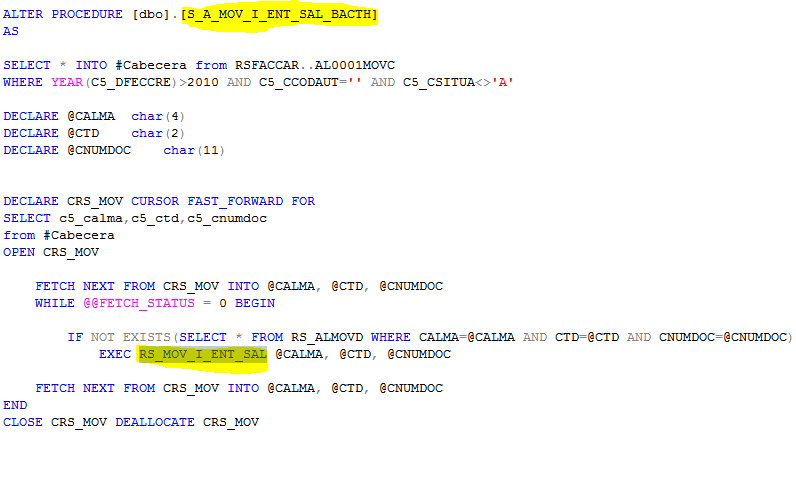 ALTER PROCEDURE [dbo].[S_A_MOV_I_ENT_SAL_BACTH]
AS
SELECT * INTO #Cabecera from RSFACCAR..AL0001MOVC
WHERE YEAR(C5_DFECCRE)>2010 AND C5_CCODAUT='' AND C5_CSITUA<>'A'
DECLARE @CALMA char(4)
DECLARE @CTD char(2)
DECLARE @CNUMDOC char(11)
DECLARE CRS_MOV CURSOR FAST_FORWARD FOR
SELECT c5_calma,c5_ctd,c5_cnumdoc
from #Cabecera
OPEN CRS_MOV
FETCH NEXT FROM CRS_MOV INTO @CALMA, @CTD, @CNUMDOC
WHILE @@FETCH_STATUS = 0 BEGIN
IF NOT EXISTS(SELECT * FROM RS_ALMOVD WHERE CALMA=@CALMA AND CTD=@CTD AND CNUMDOC=@CNUMDOC)
EXEC RS_MOV_I_ENT_SAL @CALMA, @CTD, @CNUMDOC
FETCH NEXT FROM CRS_MOV INTO @CALMA, @CTD, @CNUMDOC
END
CLOSE CRS_MOV DEALLOCATE CRS_MOV